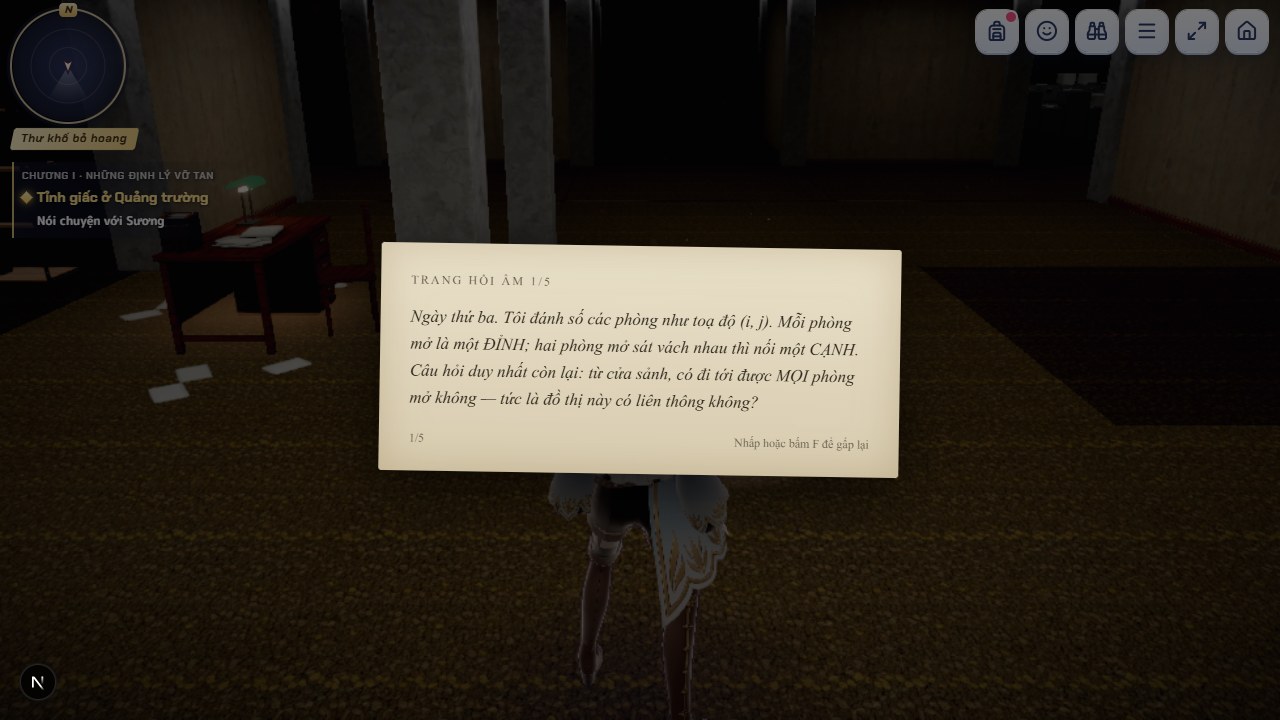 N
Thư khố bỏ hoang
CHƯƠNG I · NHỮNG ĐỊNH LÝ VỠ TAN
Tỉnh giấc ở Quảng trường
Nói chuyện với Sương
TRANG HỒI ÂM 1/5
Ngày thứ ba. Tôi đánh số các phòng như toạ độ (i, j). Mỗi phòng
mở là một ĐỈNH; hai phòng mở sát vách nhau thì nối một CẠNH.
Câu hỏi duy nhất còn lại: từ cửa sảnh, có đi tới được MỌI phòng
mở không — tức là đồ thị này có liên thông không?
1/5
Nhấp hoặc bấm F để gấp lại
N